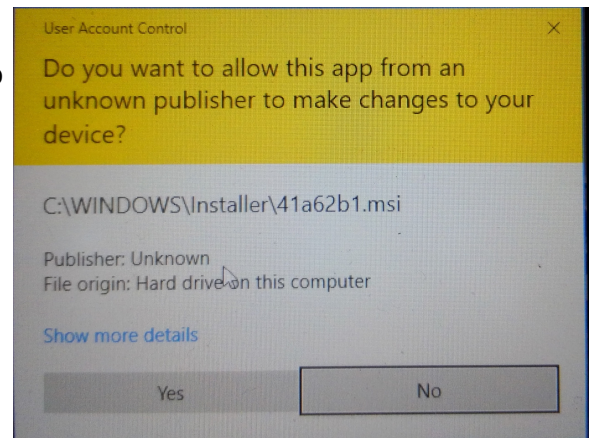 User Account Control
Do you want to allow this app from an
unknown publisher to make changes to your
device?
C:\WINDOWS\Installer\41a62b1.msi
Publisher: Unknown
File origin: Hard drive on this computer
Show more details
Yes
No